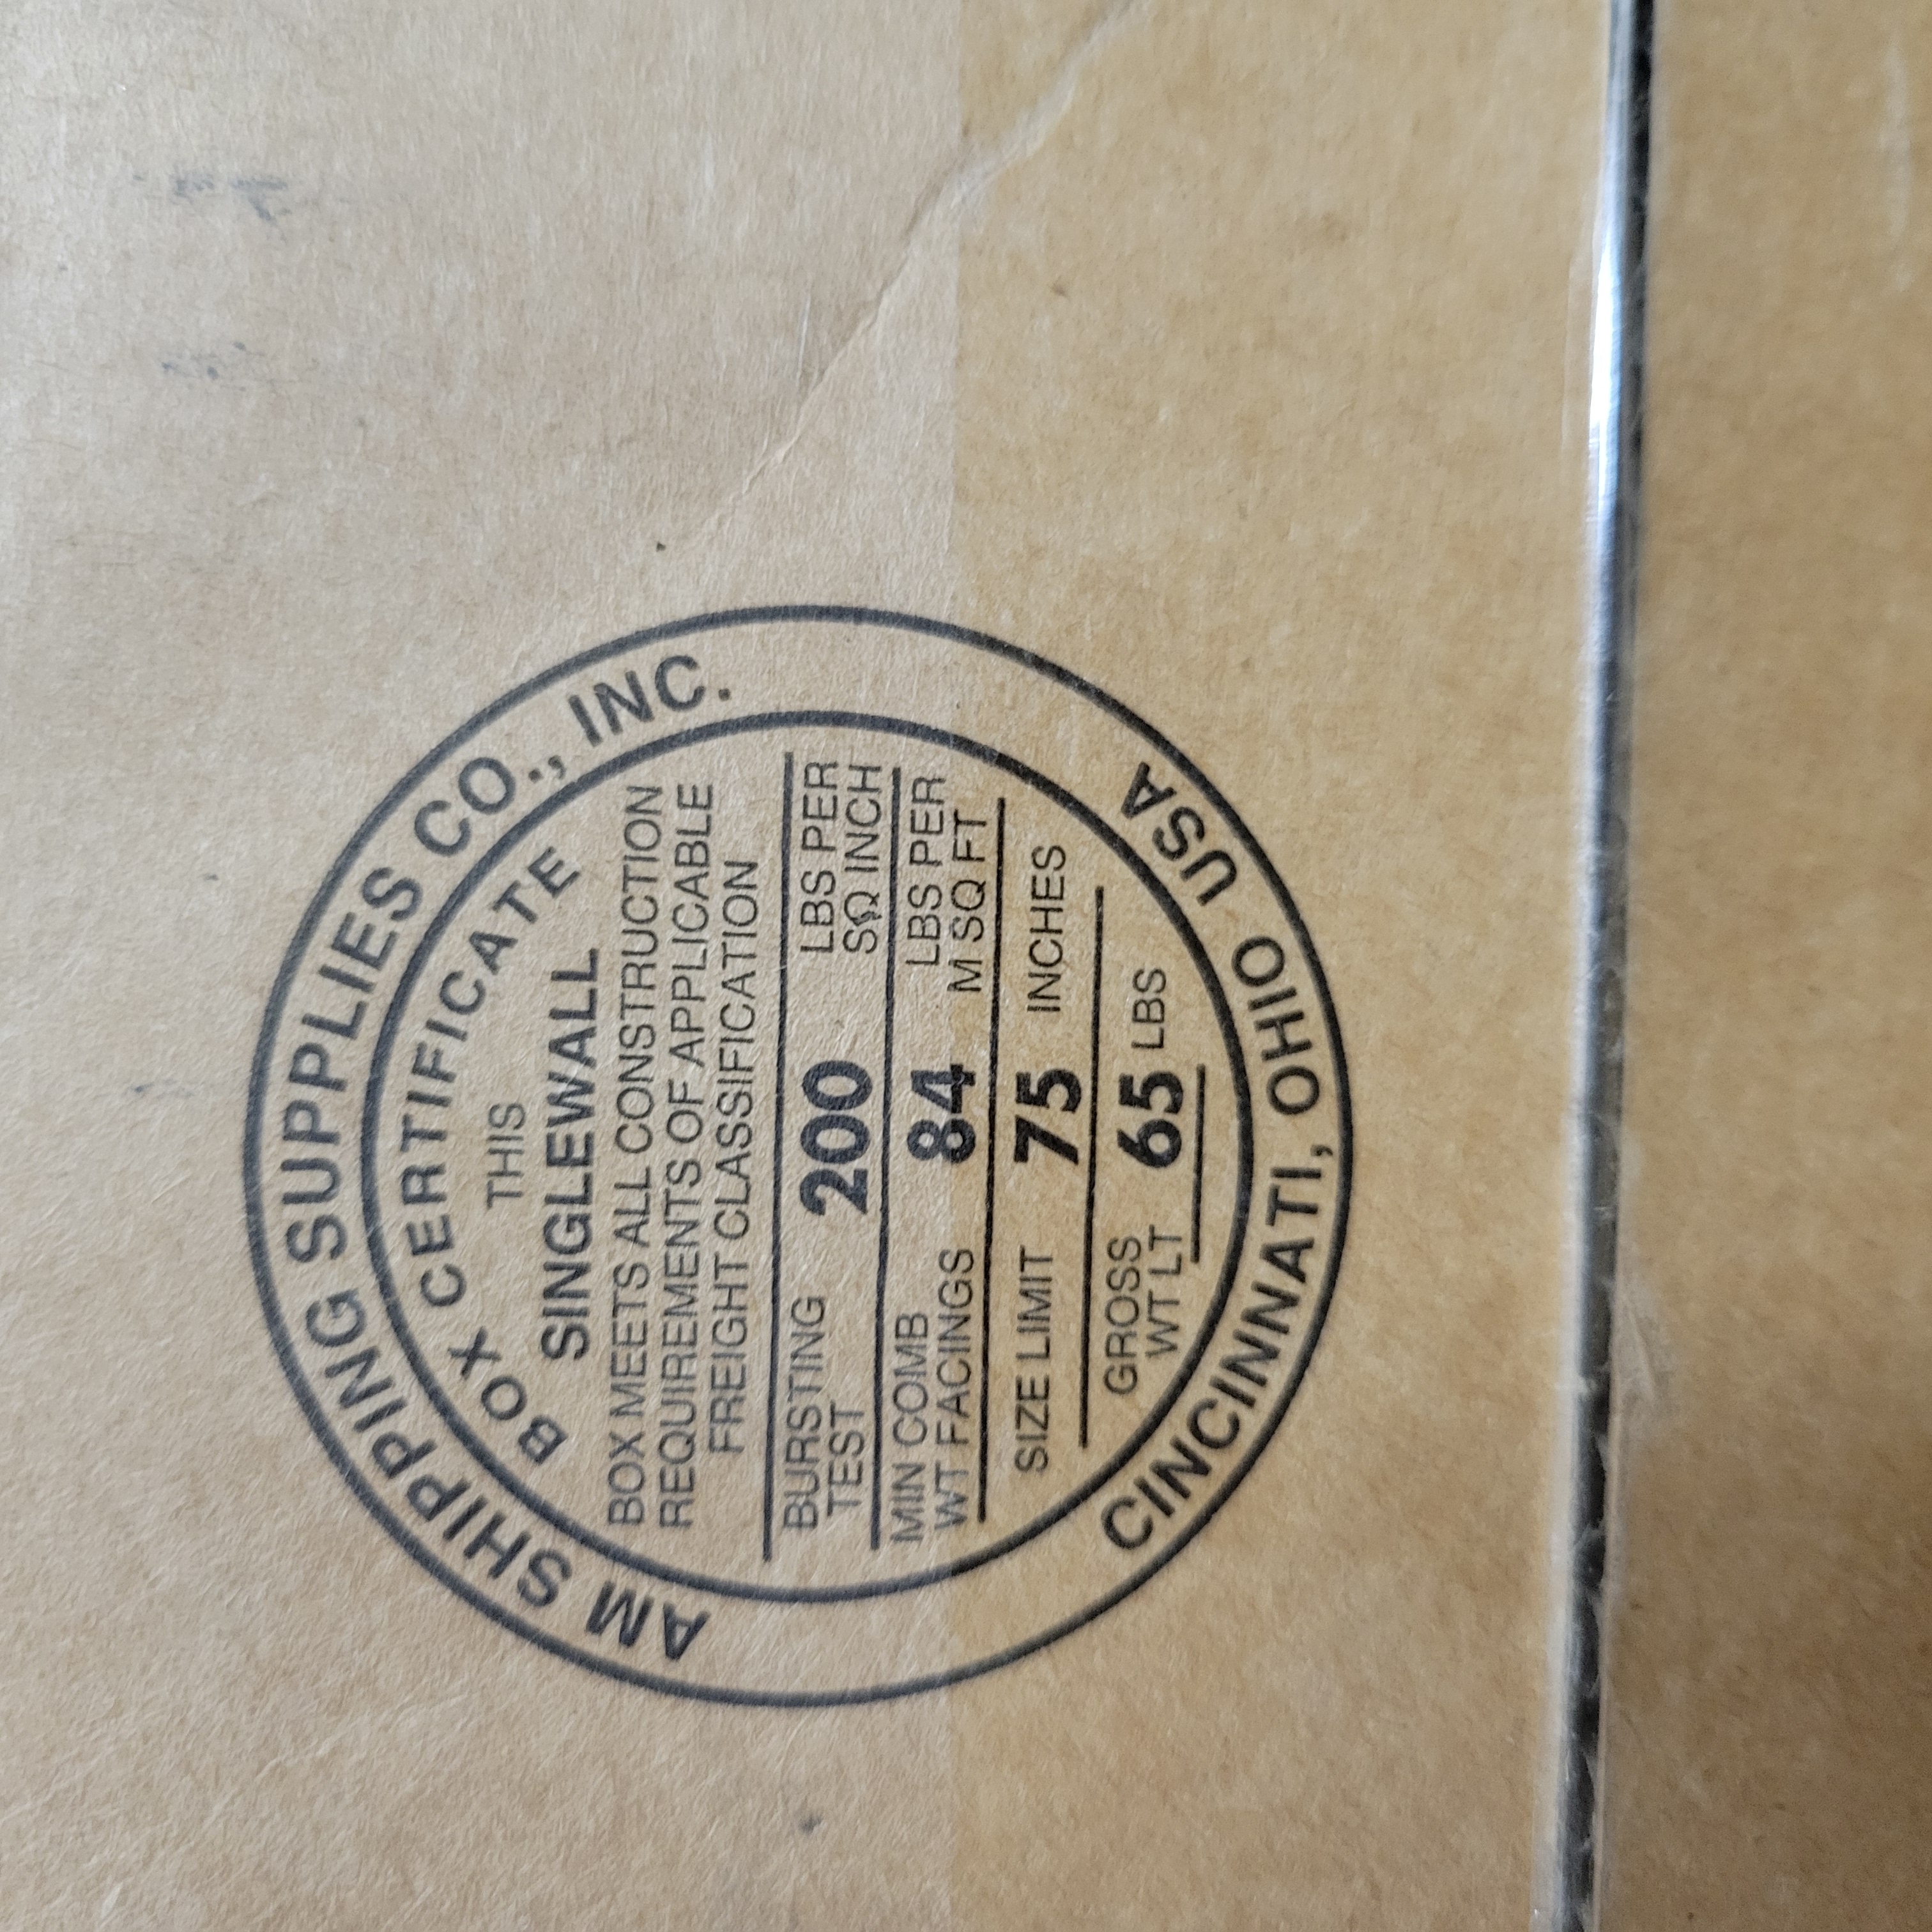 AM SHIPPING SUPPLIES CO., INC.
BOX CERTIFICATE
THIS
SINGLEWALL
BOX MEETS ALL CONSTRUCTION
REQUIREMENTS OF APPLICABLE
FREIGHT CLASSIFICATION
BURSTING TEST 200 LBS PER SQ INCH
MIN COMB WT FACINGS 84 LBS PER M SQ FT
SIZE LIMIT 75 INCHES
GROSS WT LT 65 LBS
CINCINNATI, OHIO USA